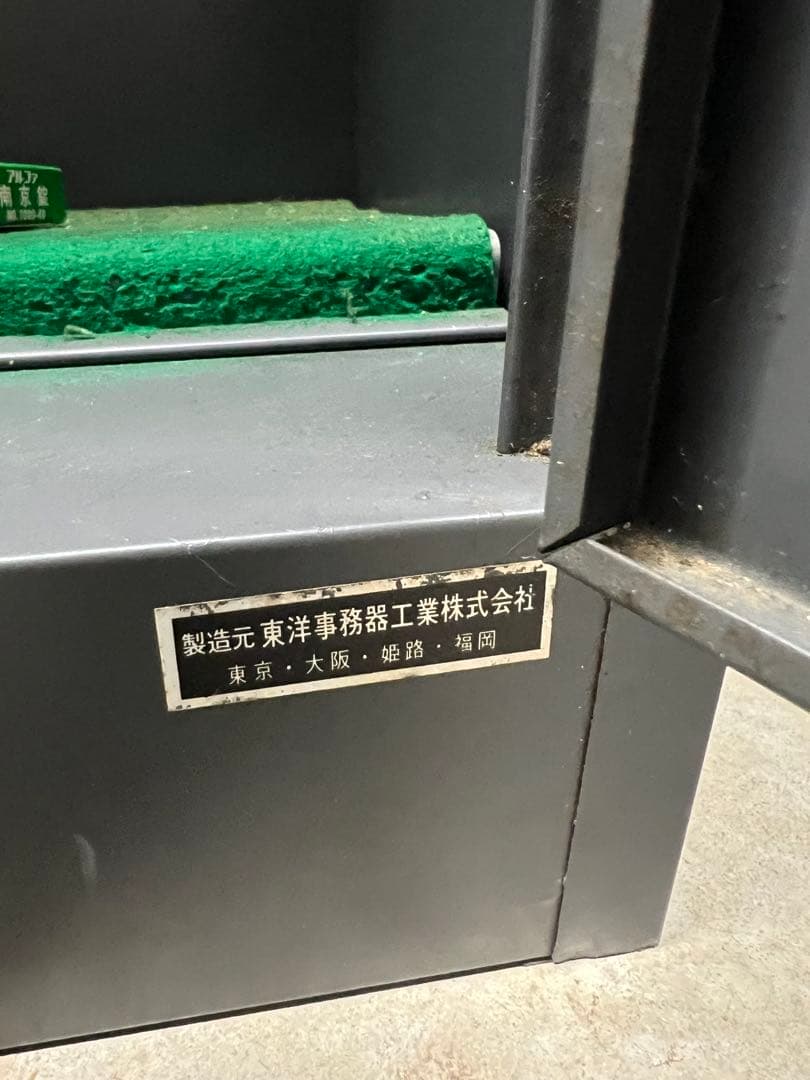 アルファ
南京錠
製造元 東洋事務器工業株式会社
東京・大阪・姫路・福岡